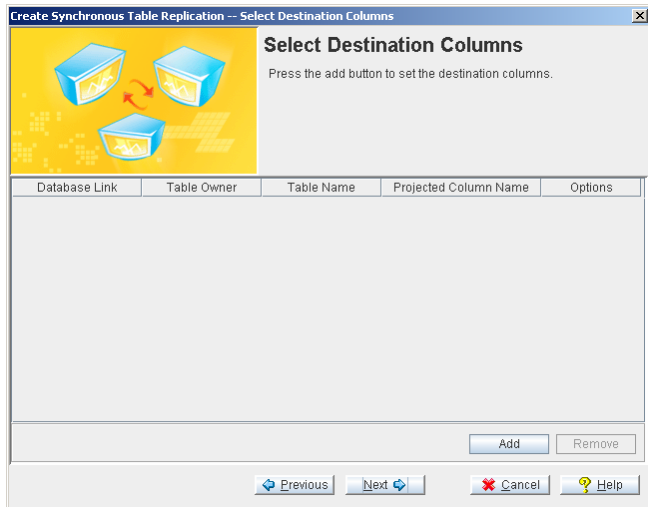 Create Synchronous Table Replication -- Select Destination Columns
Select Destination Columns
Press the add button to set the destination columns.
Database Link Table Owner Table Name Projected Column Name Options
Add Remove
Previous Next Cancel Help